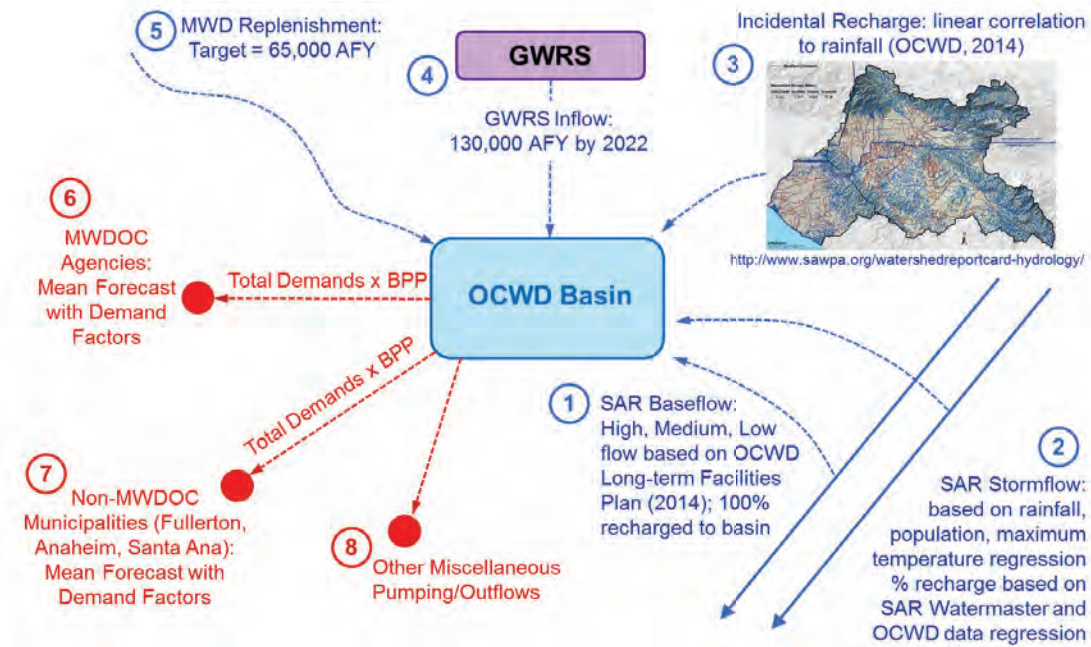 5
MWD Replenishment:
Target = 65,000 AFY
4
GWRS
GWRS Inflow:
130,000 AFY by 2022
Incidental Recharge: linear correlation
to rainfall (OCWD, 2014)
3
http://www.sawpa.org/watershedreportcard-hydrology/
6
MWDOC
Agencies:
Mean Forecast
with Demand
Factors
Total Demands x BPP
OCWD Basin
Total Demands x BPP
7
Non-MWDOC
Municipalities (Fullerton,
Anaheim, Santa Ana):
Mean Forecast with
Demand Factors
8
Other Miscellaneous
Pumping/Outflows
1
SAR Baseflow:
High, Medium, Low
flow based on OCWD
Long-term Facilities
Plan (2014); 100%
recharged to basin
2
SAR Stormflow:
based on rainfall,
population, maximum
temperature regression
% recharge based on
SAR Watermaster and
OCWD data regression